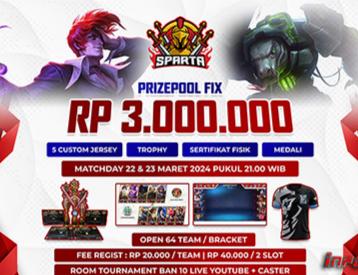 SPARTA
PRIZEPOOL FIX
RP 3.000.000
5 CUSTOM JERSEY
TROPHY
SERTIFIKAT FISIK
MEDALI
MATCHDAY 22 & 23 MARET 2024 PUKUL 21.00 WIB
OPEN 64 TEAM / BRACKET
FEE REGIST : RP 20.000 / TEAM | RP 40.000 / 2 SLOT
ROOM TOURNAMENT BAN 10 LIVE YOUTUBE + CASTER